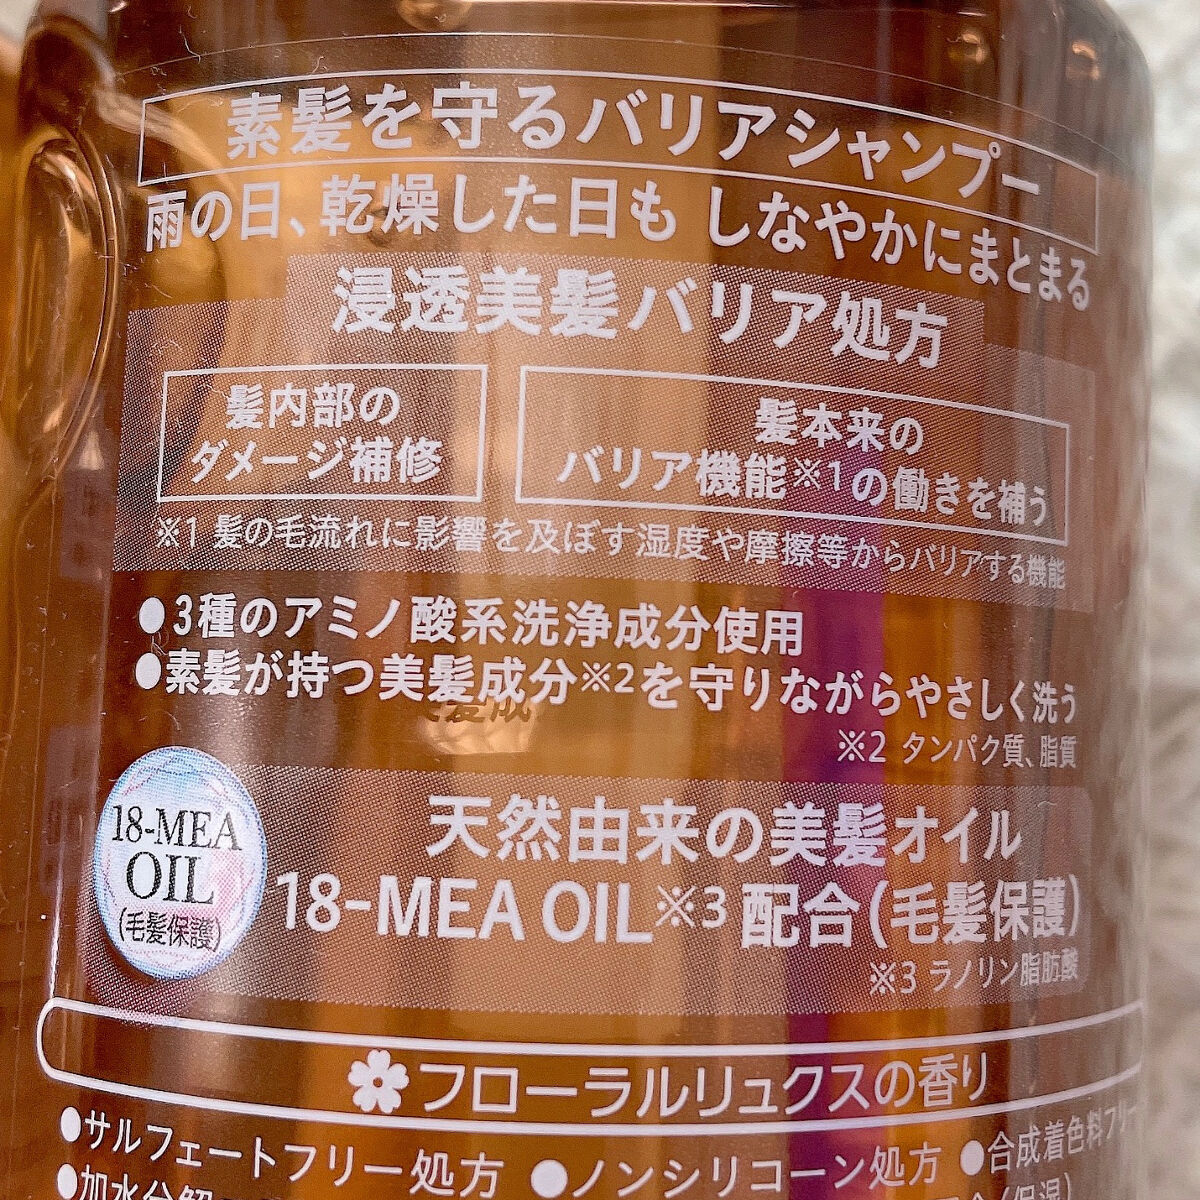 素髪を守るバリアシャンプー
雨の日、乾燥した日も しなやかにまとまる
浸透美髪バリア処方
髪内部の
ダメージ補修
髪本来の
バリア機能※1の働きを補う
※1 髪の毛流れに影響を及ぼす湿度や摩擦等からバリアする機能
●3種のアミノ酸系洗浄成分使用
●素髪が持つ美髪成分※2を守りながらやさしく洗う
※2 タンパク質、脂質
18-MEA
OIL
(毛髪保護)
天然由来の美髪オイル
18-MEA OIL※3 配合(毛髪保護)
※3 ラノリン脂肪酸
フローラルリュクスの香り
●サルフェートフリー処方 ●ノンシリコーン処方 ●合成着色料フリー
●加水分解
(保湿)